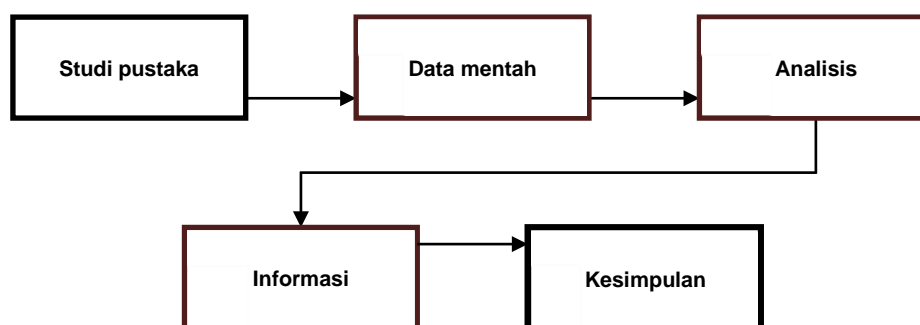 Studi pustaka
Data mentah
Analisis
Informasi
Kesimpulan